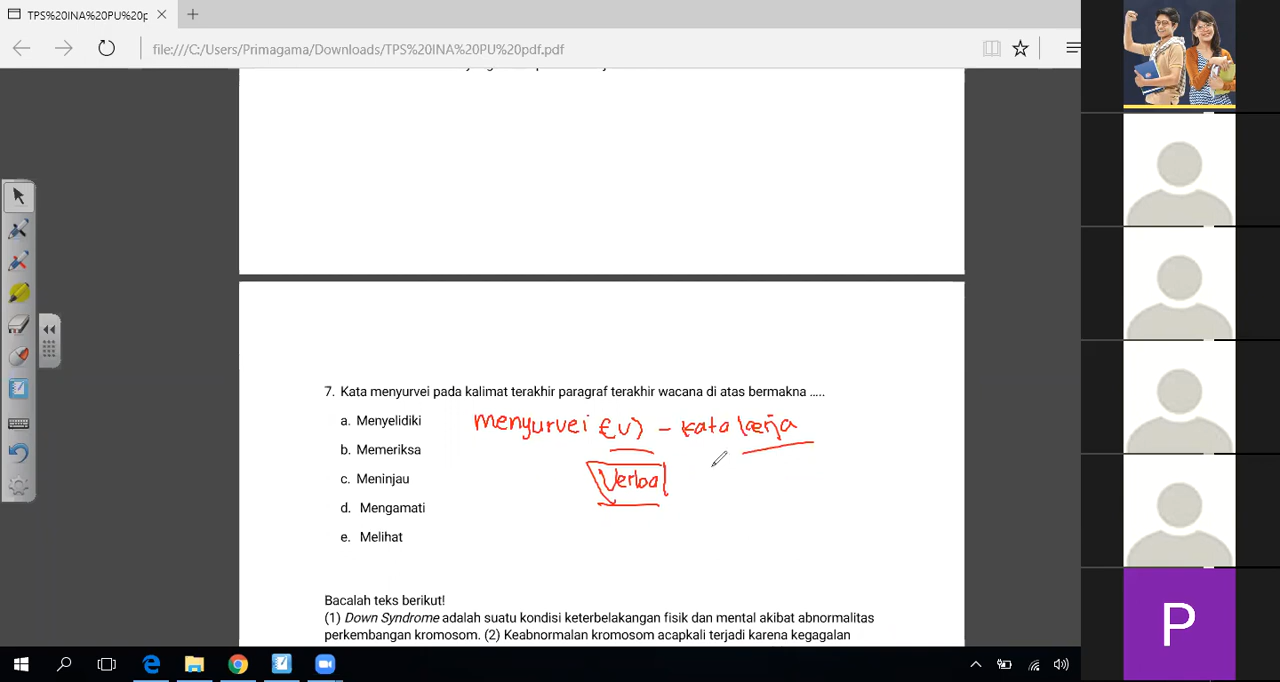 TPS%20INA%20PU%20p
file:///C:/Users/Primagama/Downloads/TPS%20INA%20PU%20pdf.pdf
7. Kata menyurvei pada kalimat terakhir paragraf terakhir wacana di atas bermakna .....
a. Menyelidiki
menyurvei (v) – kata kerja
b. Memeriksa
c. Meninjau
Verbal
d. Mengamati
e. Melihat
Bacalah teks berikut!
(1) Down Syndrome adalah suatu kondisi keterbelakangan fisik dan mental akibat abnormalitas
perkembangan kromosom. (2) Keabnormalan kromosom acapkali terjadi karena kegagalan
P